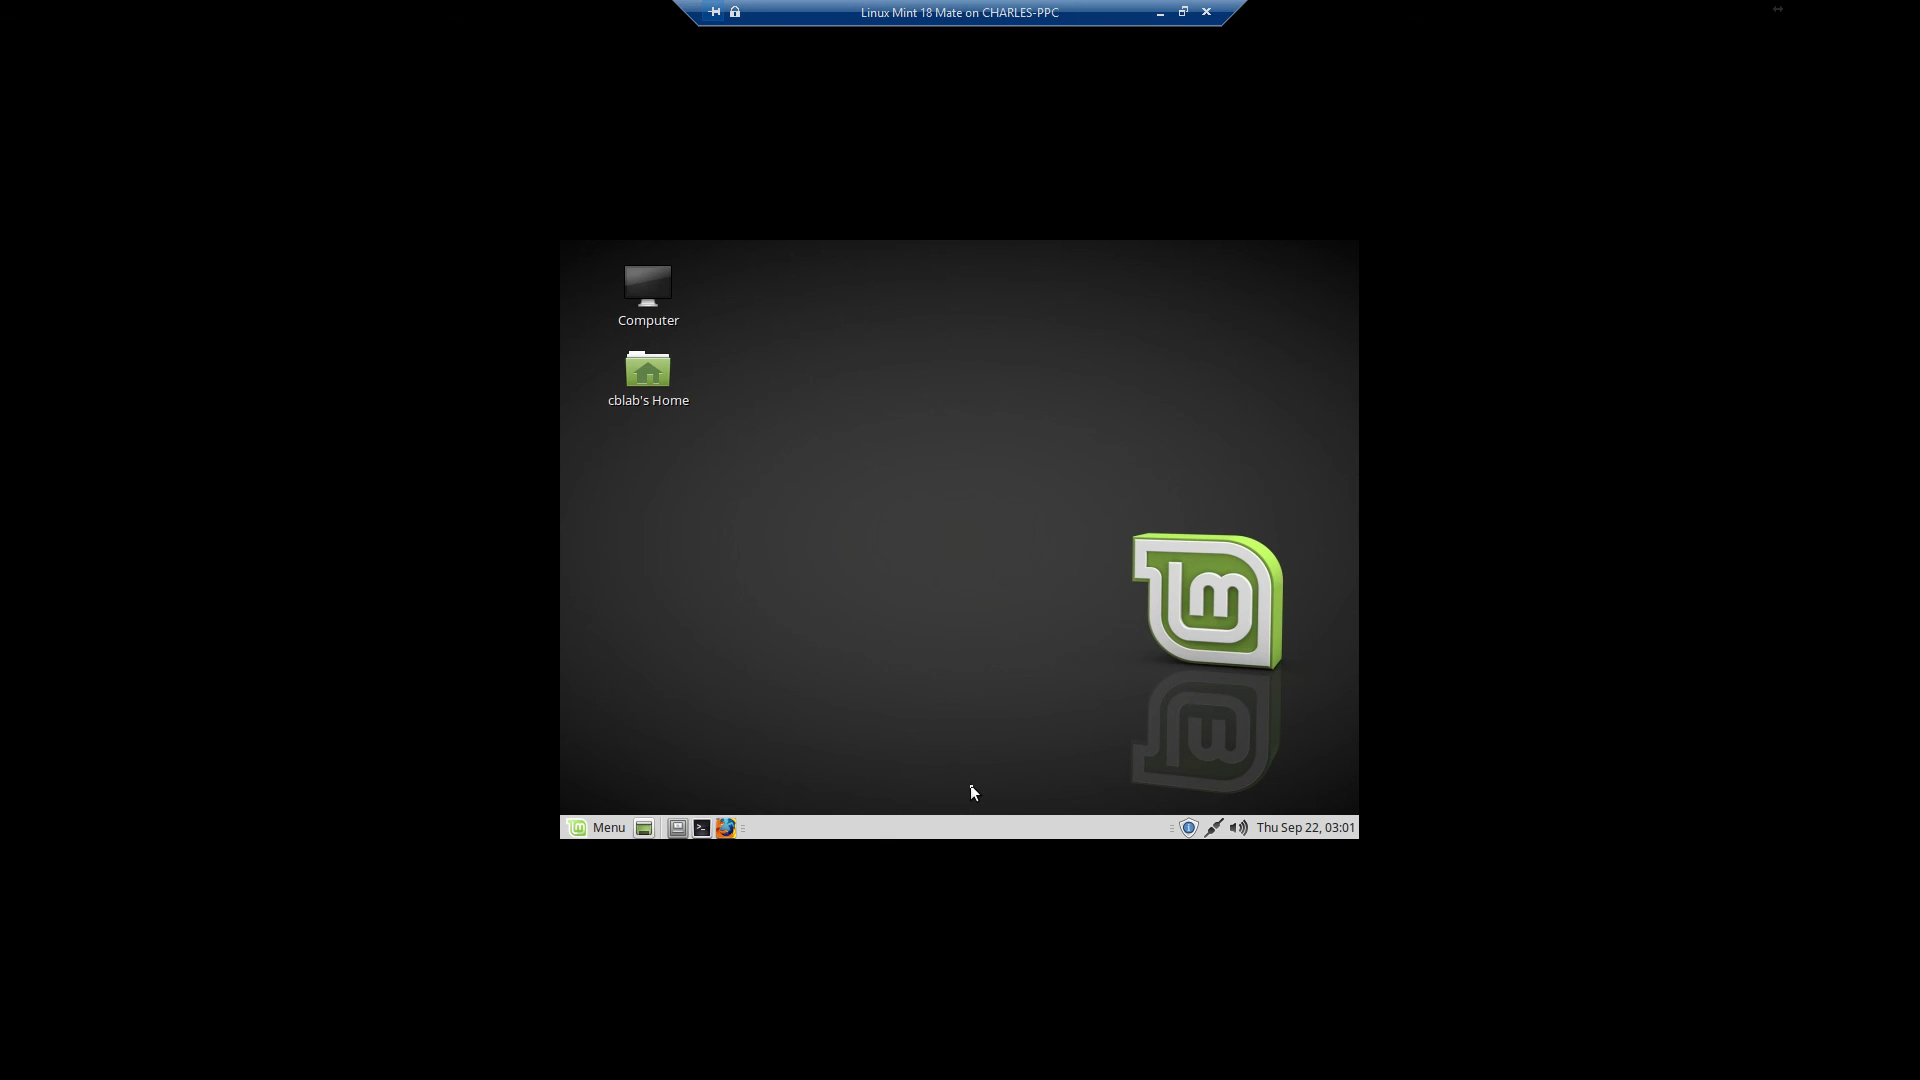 Linux Mint 18 Mate on CHARLES-PPC
Computer
cblab's Home
Menu
Thu Sep 22, 03:01